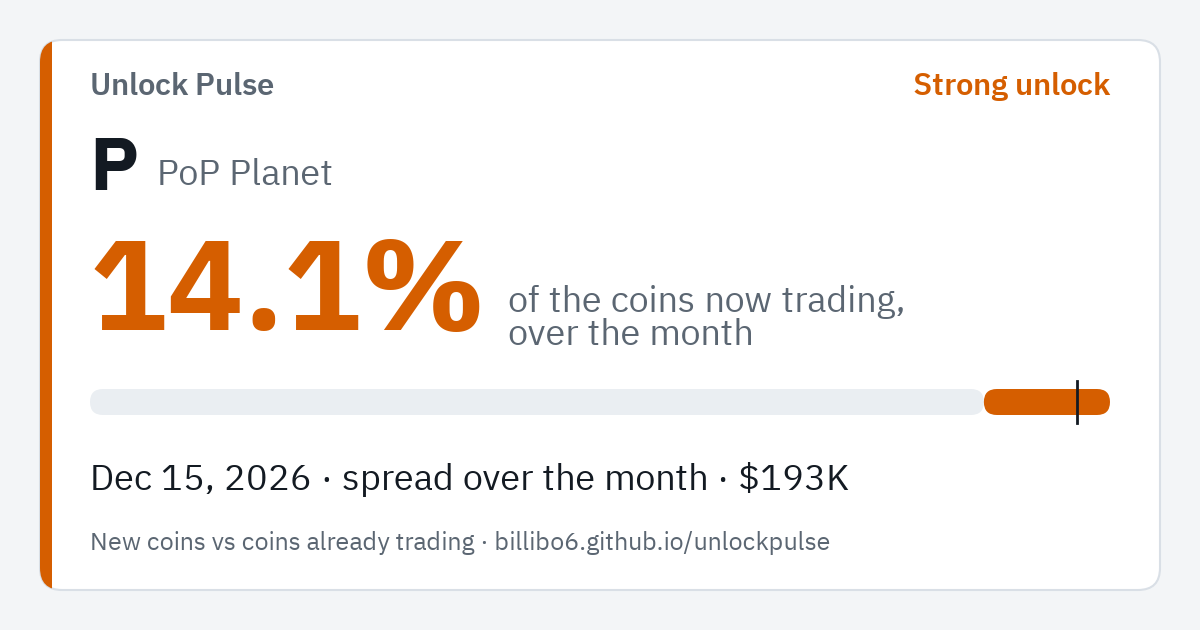 Unlock Pulse
Strong unlock
P PoP Planet
14.1% of the coins now trading,
over the month
Dec 15, 2026 · spread over the month · $193K
New coins vs coins already trading · billibo6.github.io/unlockpulse